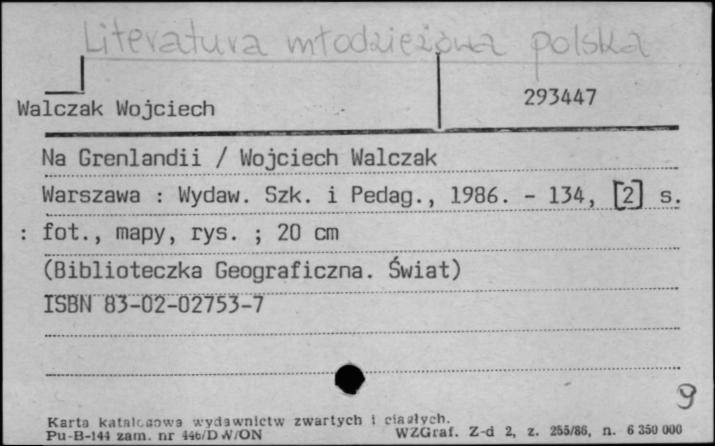 Literatura młodzieżowa polska
Walczak Wojciech 293447
Na Grenlandii / Wojciech Walczak
Warszawa : Wydaw. Szk. i Pedag., 1986. - 134, [2] s.
: fot., mapy, rys. ; 20 cm
(Biblioteczka Geograficzna. Świat)
ISBN 83-02-02753-7
9
Karta katalogowa wydawnictw zwartych i ciągłych.
Pu-B-144 zam. nr 446/DW/ON WZGraf. Z-d 2, z. 255/86, n. 6 350 000